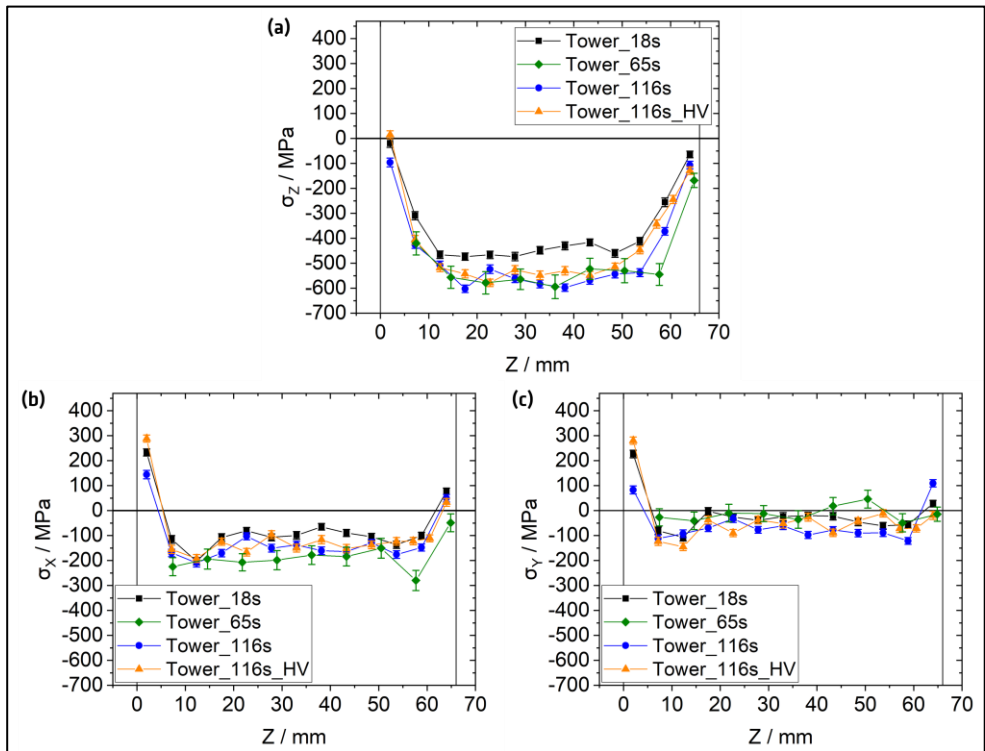 (a)
400
300
200
100
0
-100
-200
-300
-400
-500
-600
-700
σZ / MPa
Tower_18s
Tower_65s
Tower_116s
Tower_116s_HV
0 10 20 30 40 50 60 70
Z / mm
(b)
400
300
200
100
0
-100
-200
-300
-400
-500
-600
-700
σX / MPa
Tower_18s
Tower_65s
Tower_116s
Tower_116s_HV
0 10 20 30 40 50 60 70
Z / mm
(c)
400
300
200
100
0
-100
-200
-300
-400
-500
-600
-700
σY / MPa
Tower_18s
Tower_65s
Tower_116s
Tower_116s_HV
0 10 20 30 40 50 60 70
Z / mm